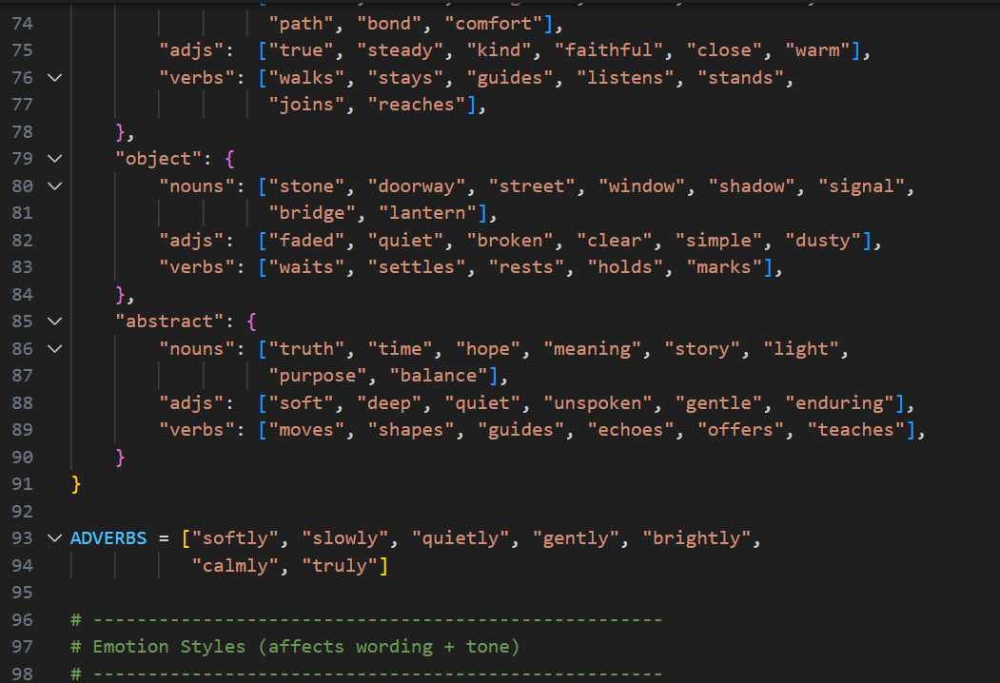 74 "path", "bond", "comfort"],
75 "adjs": ["true", "steady", "kind", "faithful", "close", "warm"],
76 "verbs": ["walks", "stays", "guides", "listens", "stands",
77 "joins", "reaches"],
78 },
79 "object": {
80 "nouns": ["stone", "doorway", "street", "window", "shadow", "signal",
81 "bridge", "lantern"],
82 "adjs": ["faded", "quiet", "broken", "clear", "simple", "dusty"],
83 "verbs": ["waits", "settles", "rests", "holds", "marks"],
84 },
85 "abstract": {
86 "nouns": ["truth", "time", "hope", "meaning", "story", "light",
87 "purpose", "balance"],
88 "adjs": ["soft", "deep", "quiet", "unspoken", "gentle", "enduring"],
89 "verbs": ["moves", "shapes", "guides", "echoes", "offers", "teaches"],
90 }
91 }
92
93 ADVERBS = ["softly", "slowly", "quietly", "gently", "brightly",
94 "calmly", "truly"]
95
96 # ----------------------------------------------------
97 # Emotion Styles (affects wording + tone)
98 # ----------------------------------------------------